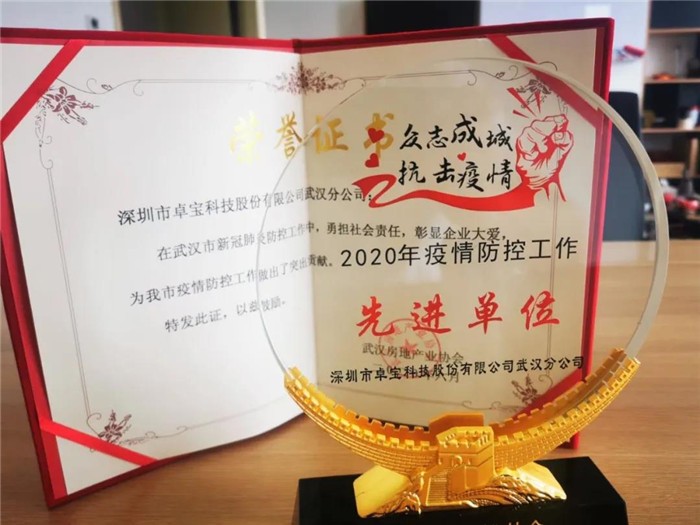 荣誉证书
深圳市卓宝科技股份有限公司武汉分公司：
在武汉市新冠肺炎防控工作中，勇担社会责任，彰显企业大爱，
为我市疫情防控工作做出了突出贡献。
特发此证，以兹鼓励。
武汉房地产业协会
众志成城
抗击疫情
2020年疫情防控工作
先进单位
深圳市卓宝科技股份有限公司武汉分公司